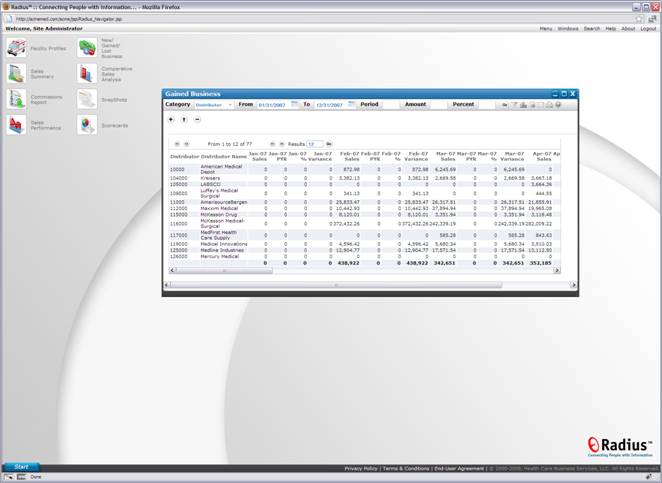 Radius™ :: Connecting People with Information... - Mozilla Firefox
http://acmemed.com/acme/jsp/Radius_Navigator.jsp
Welcome, Site Administrator Menu Windows Search Help About Logout
Facility Profiles New/ Gained/ Lost Business
Sales Summary Comparative Sales Analysis
Commissions Report SnapShots
Sales Performance Scorecards
Gained Business
Category Distributor From 01/31/2007 To 12/31/2007 Period Amount Percent
From 1 to 12 of 77 Results 12
Distributor Distributor Name Jan-07 Sales Jan-07 PYR Jan-07 % Jan-07 Variance Feb-07 Sales Feb-07 PYR Feb-07 % Feb-07 Variance Mar-07 Sales Mar-07 PYR Mar-07 % Mar-07 Variance Apr-07 Sales Ap
10000 American Medical Depot 0 0 0 0 872.98 0 0 872.98 6,245.69 0 0 6,245.69 0
104000 Kreisers 0 0 0 0 3,382.13 0 0 3,382.13 2,669.58 0 0 2,669.58 3,667.18
105000 LABSCO 0 0 0 0 0 0 0 0 0 0 0 0 3,664.36
109000 Luffey's Medical Surgical 0 0 0 0 341.13 0 0 341.13 0 0 0 0 444.55
11000 AmerisourceBergen 0 0 0 0 25,833.47 0 0 25,833.47 26,317.51 0 0 26,317.51 21,855.91
112000 Maxxim Medical 0 0 0 0 10,442.93 0 0 10,442.93 37,894.94 0 0 37,894.94 19,965.08
115000 McKesson Drug 0 0 0 0 8,120.01 0 0 8,120.01 3,351.94 0 0 3,351.94 3,116.48
116000 McKesson Medical-Surgical 0 0 0 0 372,432.26 0 0 372,432.26 242,339.19 0 0 242,339.19 282,009.22
117000 MedFirst Health Care Supply 0 0 0 0 0 0 0 0 585.28 0 0 585.28 843.63
119000 Medical Innovations 0 0 0 0 4,596.42 0 0 4,596.42 5,680.34 0 0 5,680.34 3,510.03
125000 Medline Industries 0 0 0 0 12,904.77 0 0 12,904.77 17,565.51 0 0 17,565.51 13,112.50
126000 Mercury Medical 0 0 0 0 0 0 0 0 0 0 0 0 0
0 0 0 0 438,922 0 0 438,922 342,651 0 0 342,651 352,185
Radius™
Connecting People with Information
Start
Privacy Policy | Terms & Conditions | End-User Agreement | © 2000-2008, Health Care Business Services, LLC. All Rights Reserved.
Done